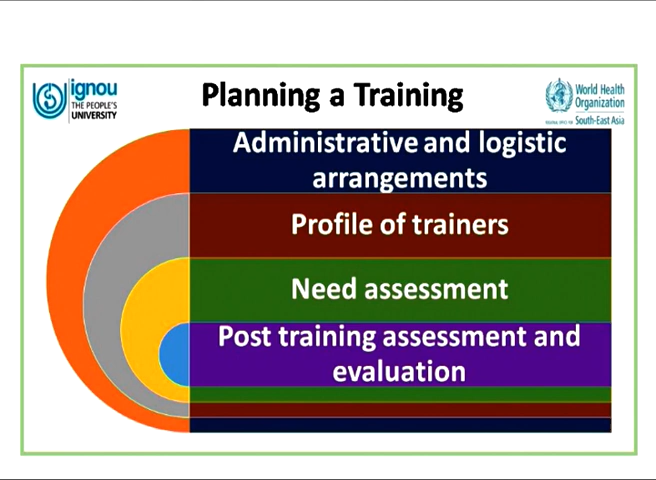 ignou
THE PEOPLE'S
UNIVERSITY
Planning a Training
World Health
Organization
South-East Asia
Administrative and logistic
arrangements
Profile of trainers
Need assessment
Post training assessment and
evaluation